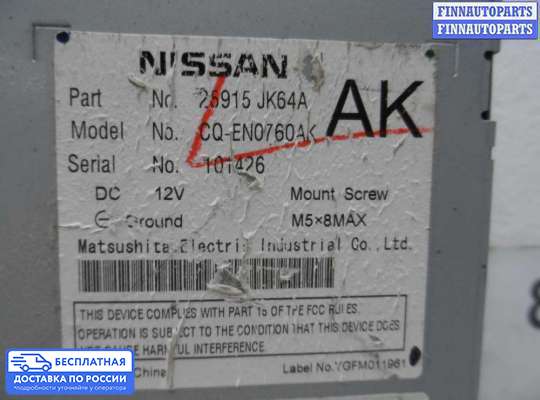 FINNAUTOPARTS
FINNAUTOPARTS
NISSAN
Part No. 25915 JK64A
AK
Model No. CQ-EN0760AK
Serial No. 101426
DC 12V Mount Screw
Ground M5×8MAX
Matsushita Electric Industrial Co., Ltd.
THIS DEVICE COMPLIES WITH PART 15 OF THE FCC RULES.
OPERATION IS SUBJECT TO THE CONDITION THAT THIS DEVICE DOES
CAUSE HARMFUL INTERFERENCE.
China Label No. YGFM011961
БЕСПЛАТНАЯ
ДОСТАВКА ПО РОССИИ
*подробности уточняйте у оператора